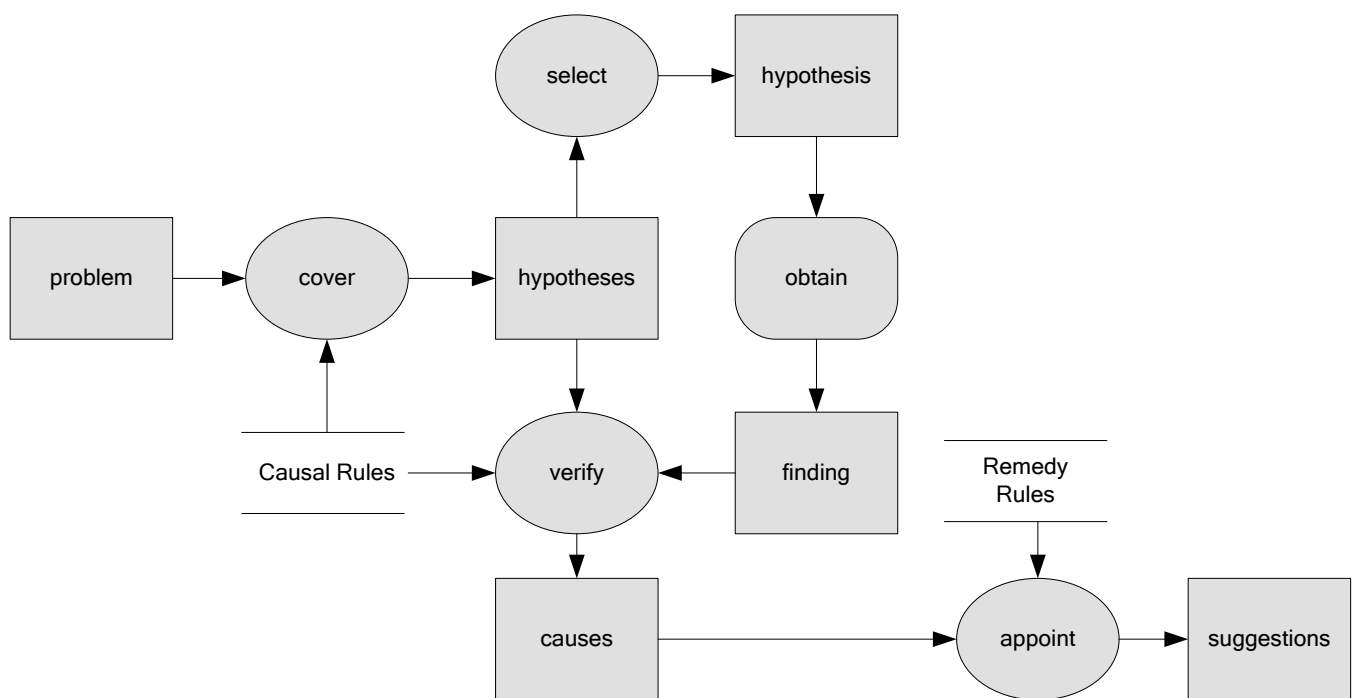 select
hypothesis
problem
cover
hypotheses
obtain
Causal Rules
verify
finding
Remedy
Rules
causes
appoint
suggestions